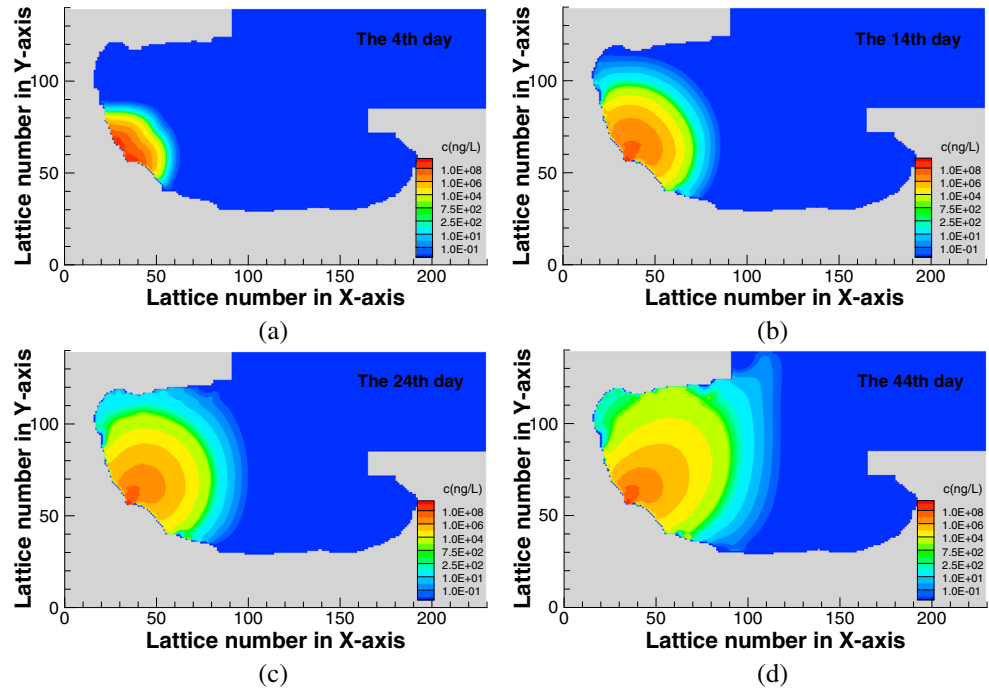 The 4th day
Lattice number in Y-axis
100
50
0
c(ng/L)
1.0E+08
1.0E+06
1.0E+04
7.5E+02
2.5E+02
1.0E+01
1.0E-01
0 50 100 150 200
Lattice number in X-axis
(a)
The 14th day
Lattice number in Y-axis
100
50
0
c(ng/L)
1.0E+08
1.0E+06
1.0E+04
7.5E+02
2.5E+02
1.0E+01
1.0E-01
0 50 100 150 200
Lattice number in X-axis
(b)
The 24th day
Lattice number in Y-axis
100
50
0
c(ng/L)
1.0E+08
1.0E+06
1.0E+04
7.5E+02
2.5E+02
1.0E+01
1.0E-01
0 50 100 150 200
Lattice number in X-axis
(c)
The 44th day
Lattice number in Y-axis
100
50
0
c(ng/L)
1.0E+08
1.0E+06
1.0E+04
7.5E+02
2.5E+02
1.0E+01
1.0E-01
0 50 100 150 200
Lattice number in X-axis
(d)